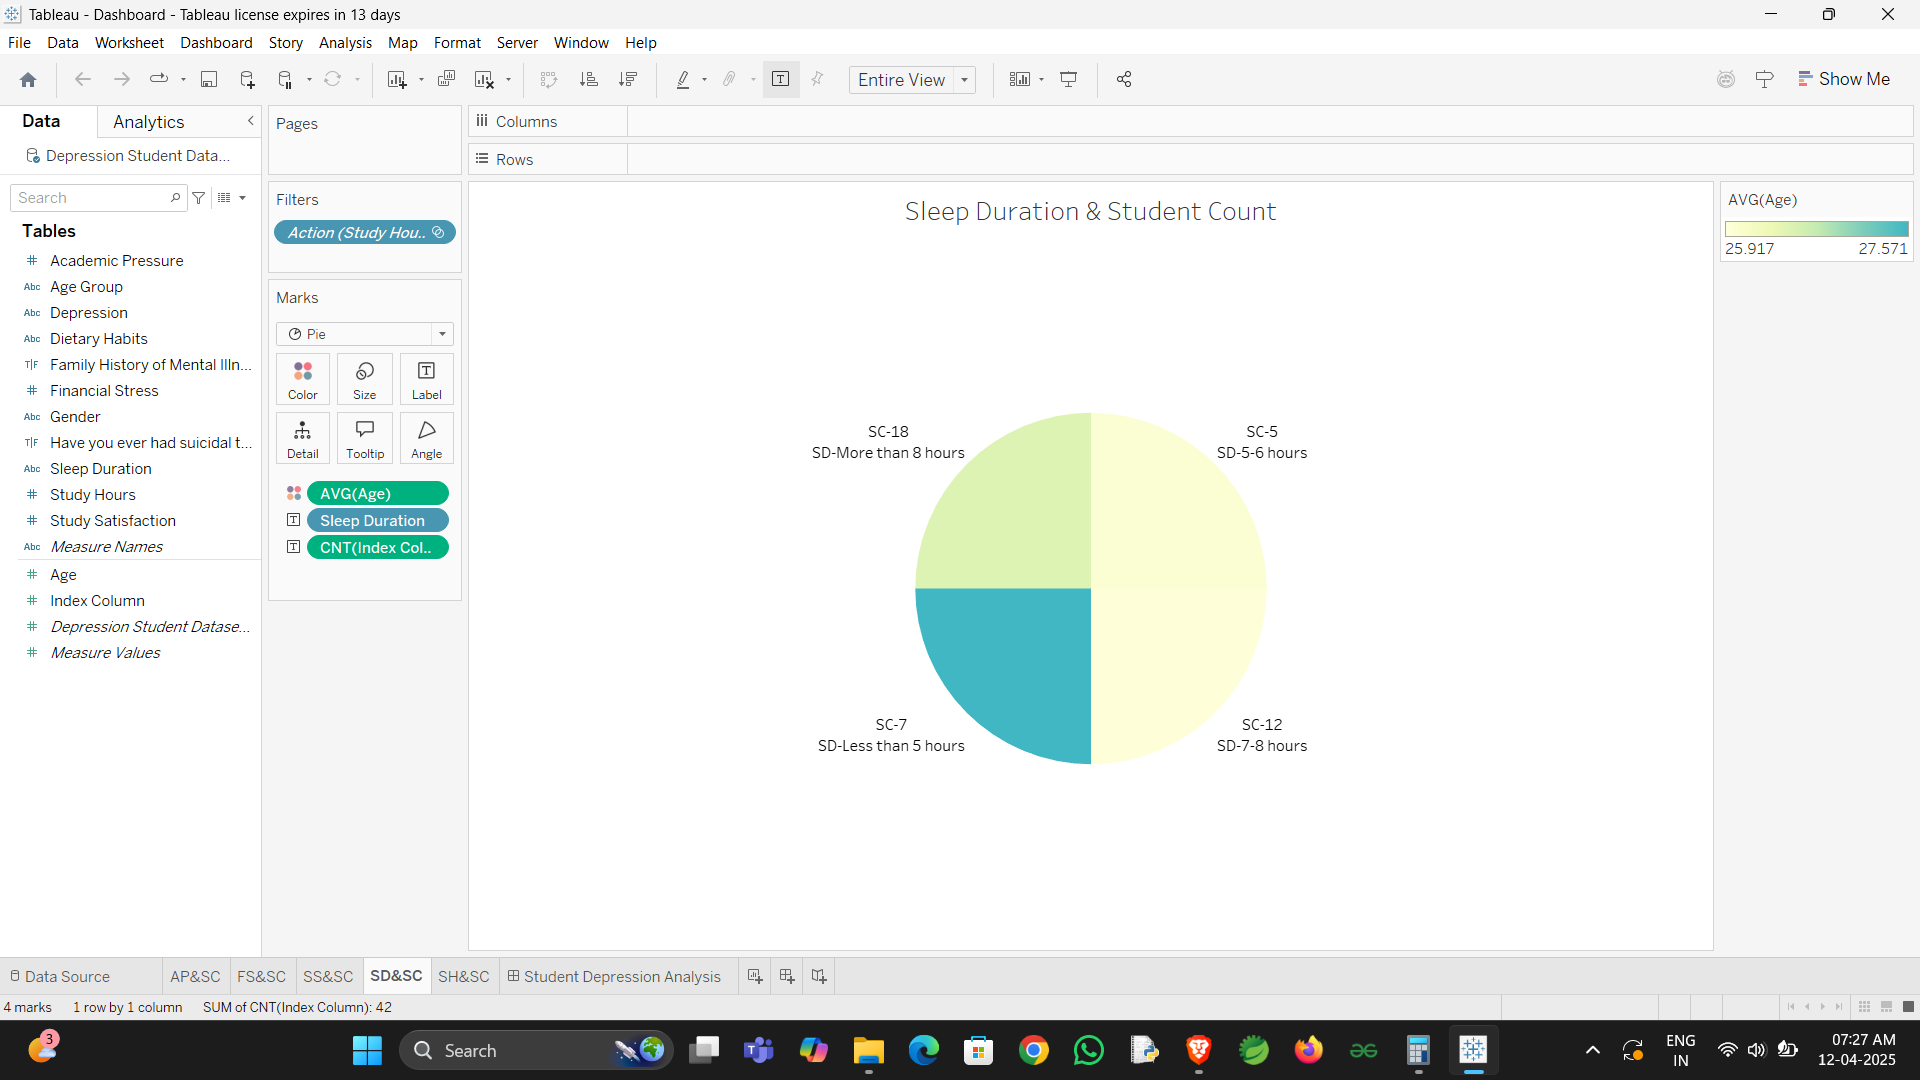 Tableau - Dashboard - Tableau license expires in 13 days
File Data Worksheet Dashboard Story Analysis Map Format Server Window Help
Entire View
Show Me
Data
Analytics
Depression Student Data...
Search
Tables
# Academic Pressure
Abc Age Group
Abc Depression
Abc Dietary Habits
T|F Family History of Mental Illn...
# Financial Stress
Abc Gender
T|F Have you ever had suicidal t...
Abc Sleep Duration
# Study Hours
# Study Satisfaction
Abc Measure Names
# Age
# Index Column
# Depression Student Datase...
# Measure Values
Pages
Filters
Action (Study Hou..
Marks
Pie
Color Size Label
Detail Tooltip Angle
AVG(Age)
Sleep Duration
CNT(Index Col..
Columns
Rows
Sleep Duration & Student Count
SC-18
SD-More than 8 hours
SC-5
SD-5-6 hours
SC-7
SD-Less than 5 hours
SC-12
SD-7-8 hours
AVG(Age)
25.917 27.571
Data Source AP&SC FS&SC SS&SC SD&SC SH&SC Student Depression Analysis
4 marks 1 row by 1 column SUM of CNT(Index Column): 42
3
Search
ENG
IN
07:27 AM
12-04-2025